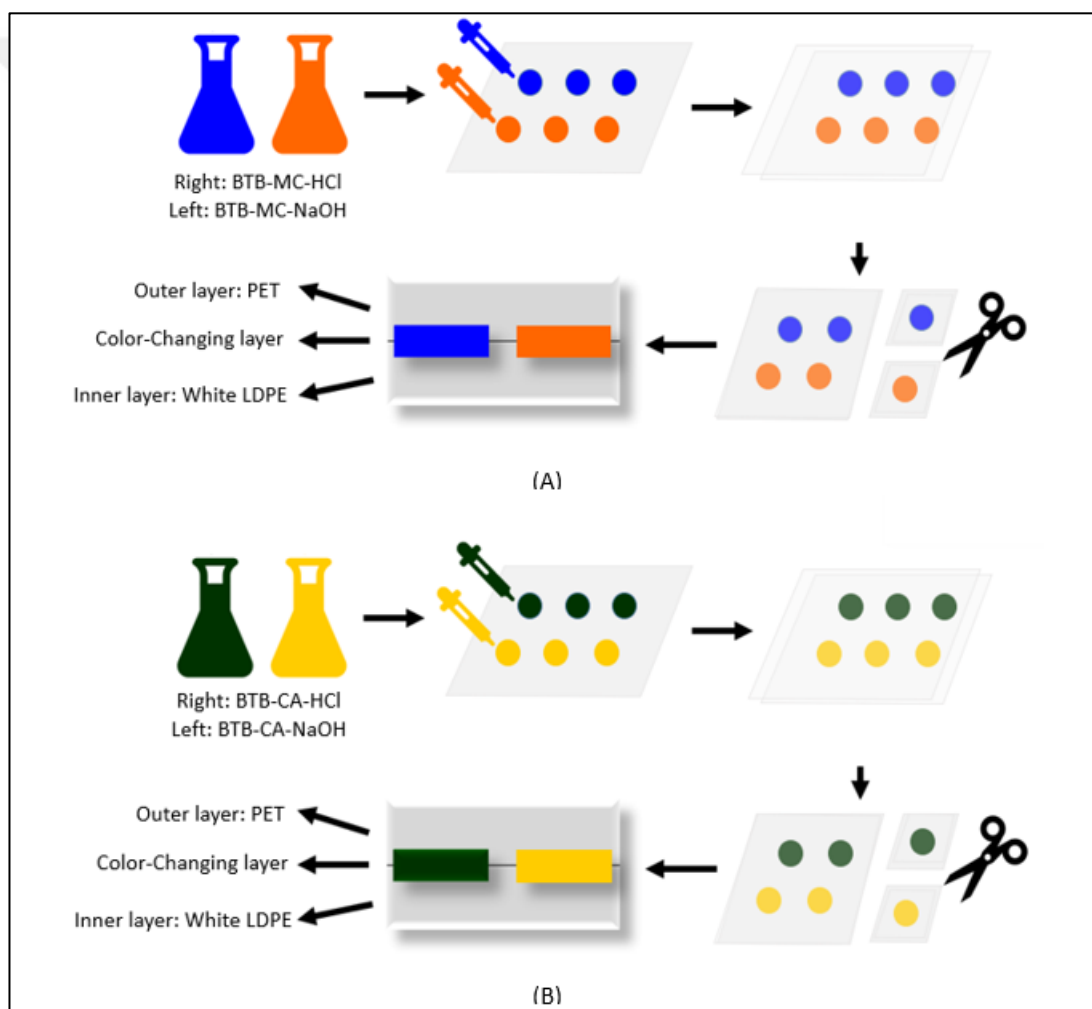 Right: BTB-MC-HCl
Left: BTB-MC-NaOH
Outer layer: PET
Color-Changing layer
Inner layer: White LDPE
(A)
Right: BTB-CA-HCl
Left: BTB-CA-NaOH
Outer layer: PET
Color-Changing layer
Inner layer: White LDPE
(B)